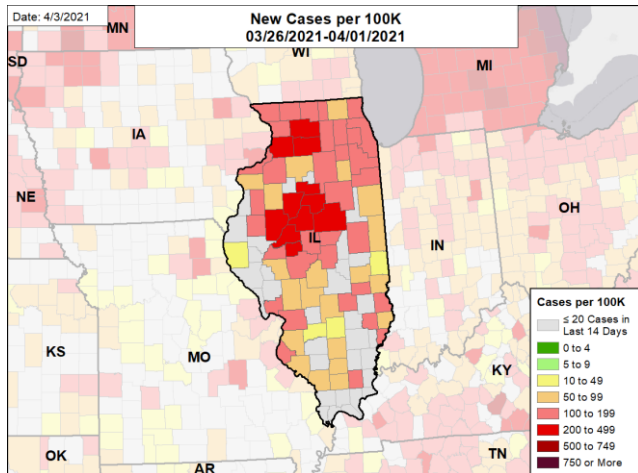 Date: 4/3/2021
New Cases per 100K
03/26/2021-04/01/2021
MN
WI
SD
MI
IA
NE
OH
IL
IN
KS
MO
KY
OK
AR
TN
Cases per 100K
≤ 20 Cases in
Last 14 Days
0 to 4
5 to 9
10 to 49
50 to 99
100 to 199
200 to 499
500 to 749
750 or More